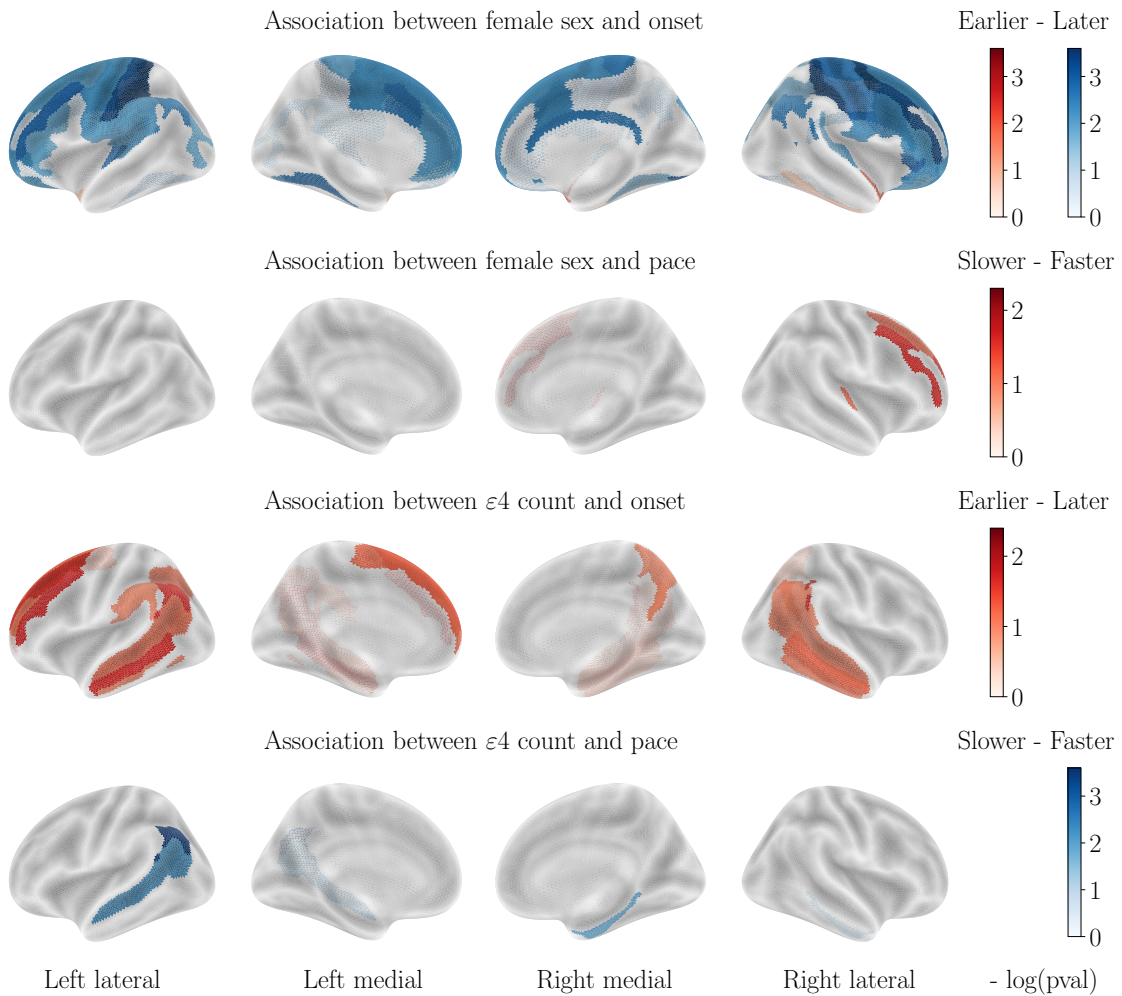 Association between female sex and onset
Earlier - Later
3
2
1
0
3
2
1
0
Association between female sex and pace
Slower - Faster
2
1
0
Association between ε4 count and onset
Earlier - Later
2
1
0
Association between ε4 count and pace
Slower - Faster
3
2
1
0
Left lateral
Left medial
Right medial
Right lateral
- log(pval)